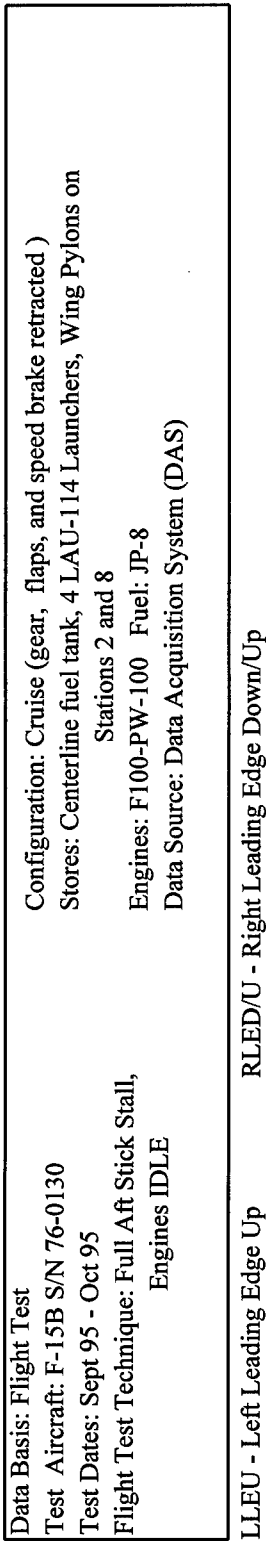 Data Basis: Flight Test
Test Aircraft: F-15B S/N 76-0130
Test Dates: Sept 95 - Oct 95
Flight Test Technique: Full Aft Stick Stall,
Engines IDLE
Configuration: Cruise (gear, flaps, and speed brake retracted )
Stores: Centerline fuel tank, 4 LAU-114 Launchers, Wing Pylons on
Stations 2 and 8
Engines: F100-PW-100 Fuel: JP-8
Data Source: Data Acquisition System (DAS)
LLEU - Left Leading Edge Up
RLED/U - Right Leading Edge Down/Up